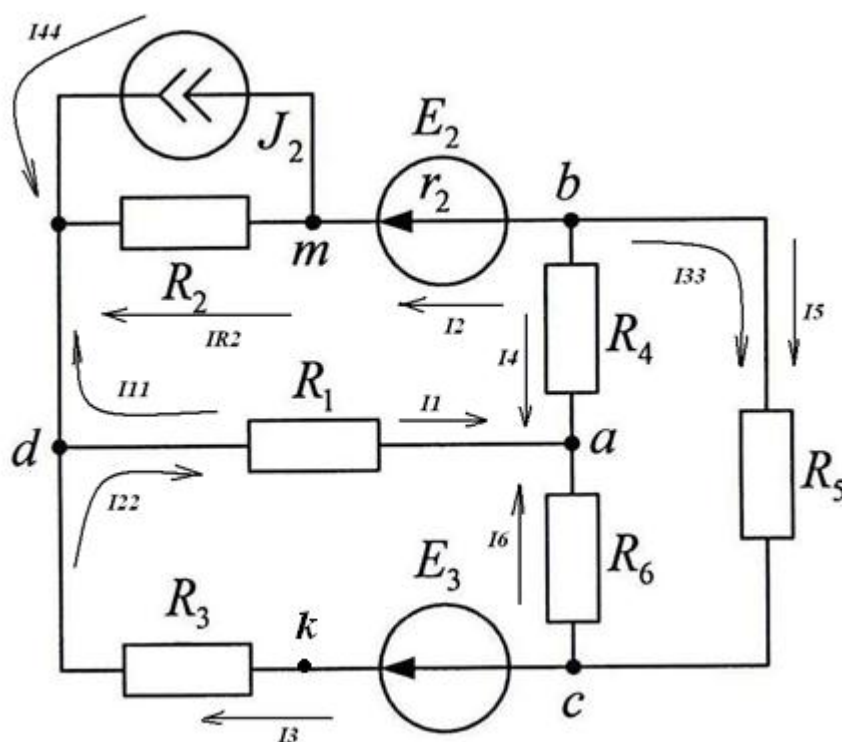 I44
J₂
E₂
r₂
b
m
R₂
I33
I5
I2
IR2
I4
R₄
I11
R₁
I1
d
a
R₅
I22
I6
R₆
E₃
R₃
k
c
I3